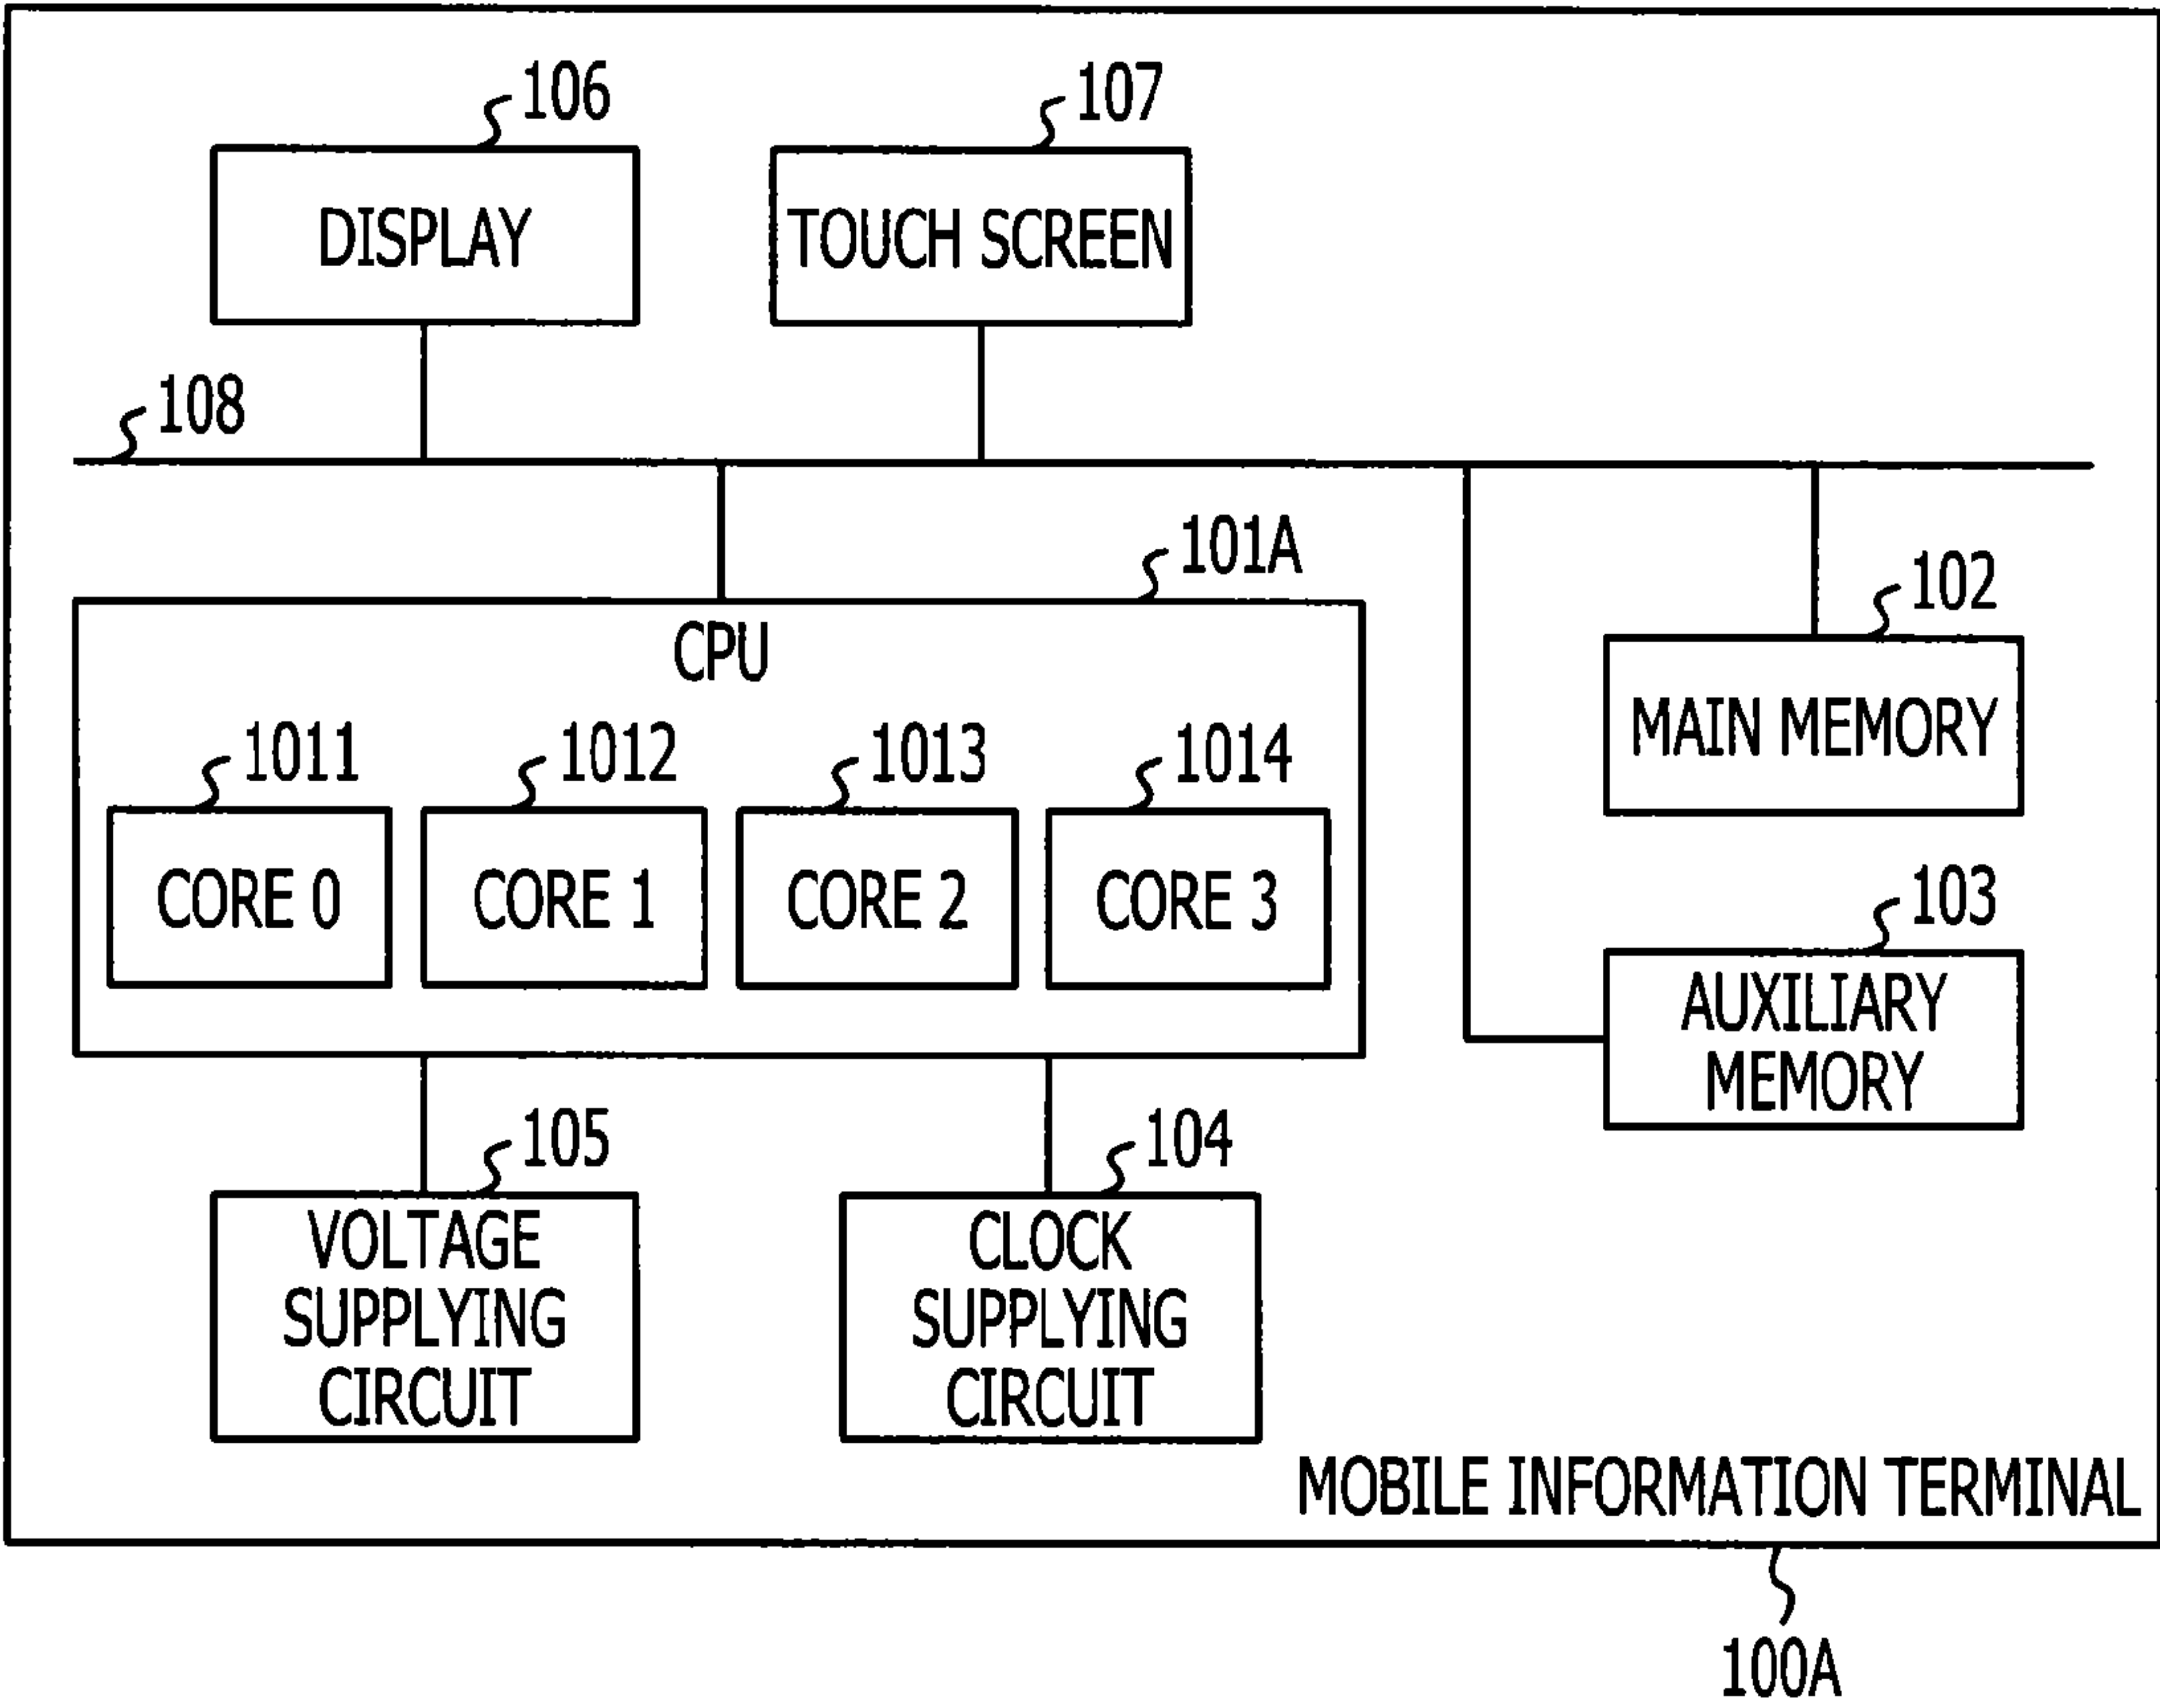 106
107
DISPLAY
TOUCH SCREEN
108
101A
CPU
102
MAIN MEMORY
1011
1012
1013
1014
CORE 0
CORE 1
CORE 2
CORE 3
103
AUXILIARY
MEMORY
105
104
VOLTAGE
SUPPLYING
CIRCUIT
CLOCK
SUPPLYING
CIRCUIT
MOBILE INFORMATION TERMINAL
100A